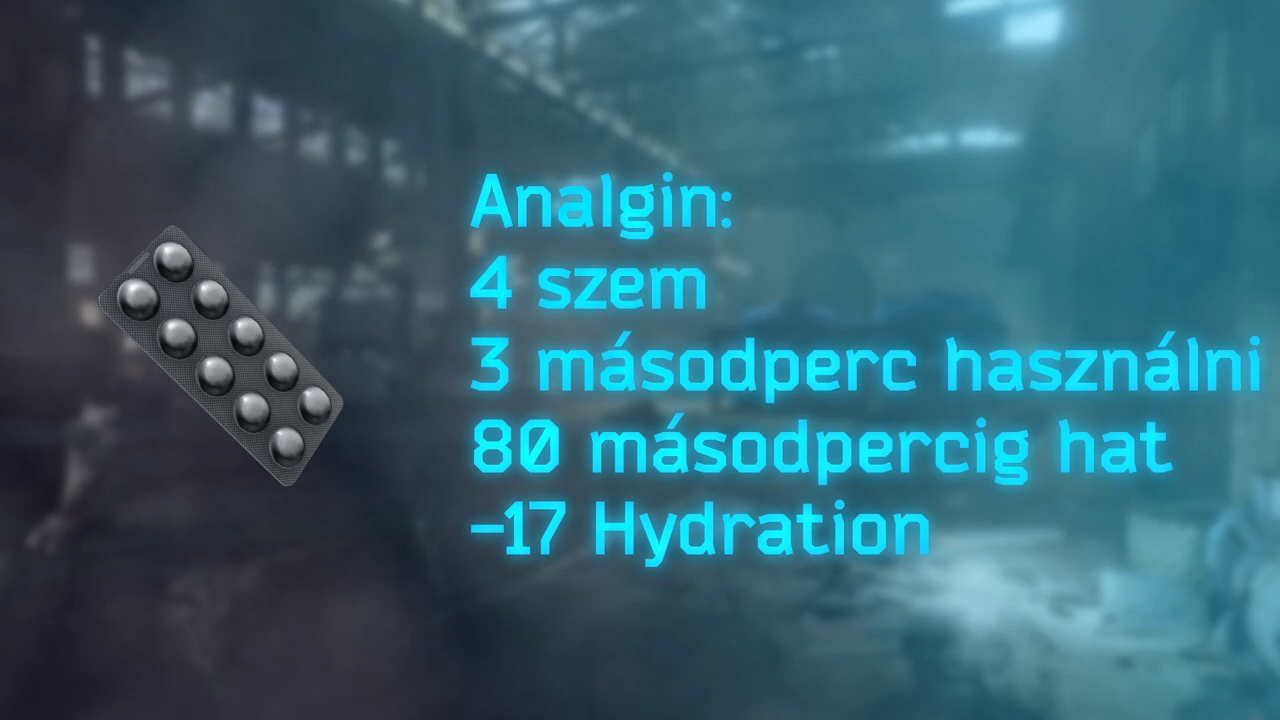 Analgin:
4 szem
3 másodperc használni
80 másodpercig hat
-17 Hydration